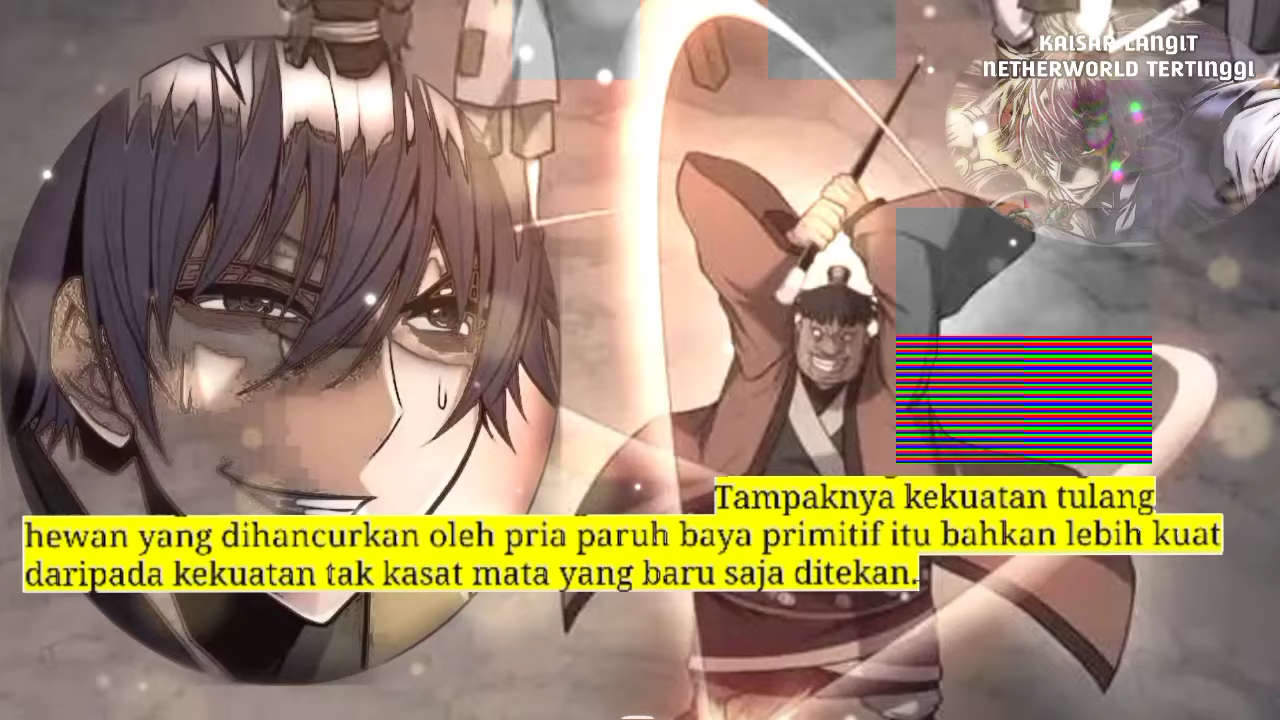 KAISAR LANGIT
NETHERWORLD TERTINGGI
Tampaknya kekuatan tulang
hewan yang dihancurkan oleh pria paruh baya primitif itu bahkan lebih kuat
daripada kekuatan tak kasat mata yang baru saja ditekan.